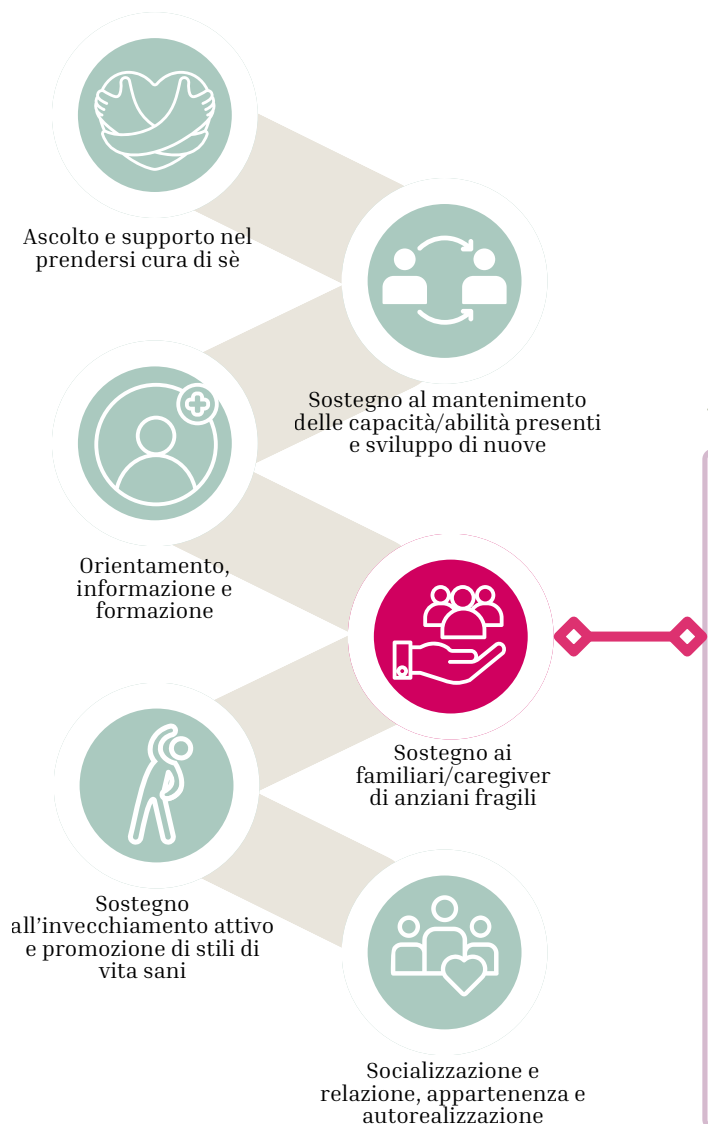 Ascolto e supporto nel
prendersi cura di sè
Sostegno al mantenimento
delle capacità/abilità presenti
e sviluppo di nuove
Orientamento,
informazione e
formazione
Sostegno ai
familiari/caregiver
di anziani fragili
Sostegno
all’invecchiamento attivo
e promozione di stili di
vita sani
Socializzazione e
relazione, appartenenza e
autorealizzazione